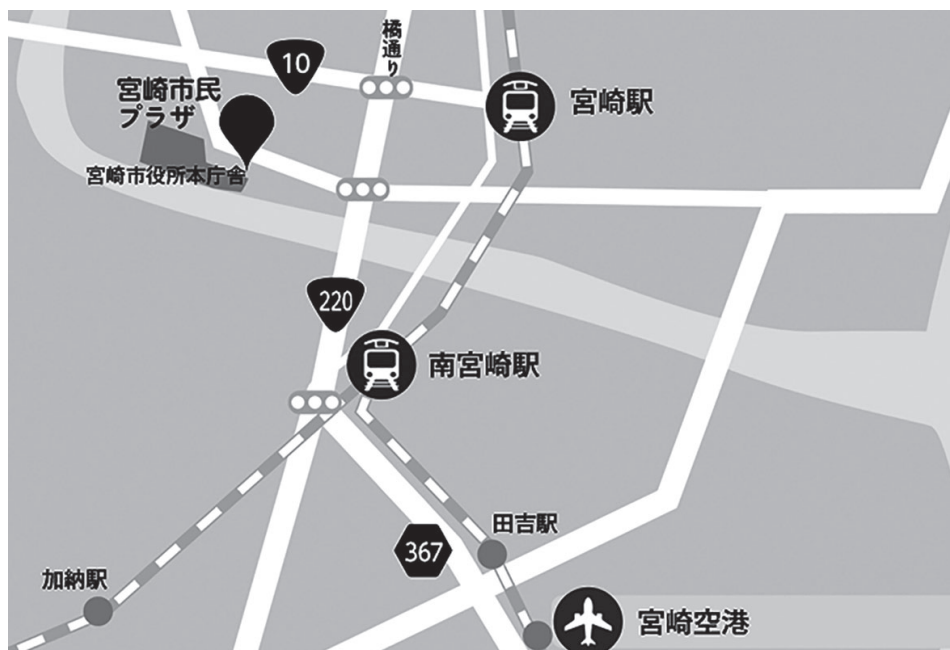 橘通り
10
宮崎市民
プラザ
宮崎駅
宮崎市役所本庁舎
220
南宮崎駅
田吉駅
367
加納駅
宮崎空港